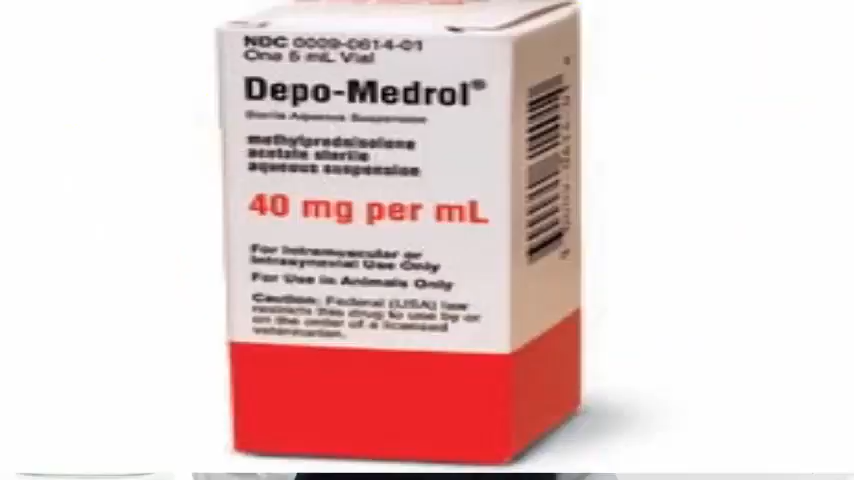 NDC 0009-0614-01
One 5 mL Vial
Depo-Medrol®
Sterile Aqueous Suspension
methylprednisolone
acetate sterile
aqueous suspension
40 mg per mL
For Intramuscular or
Intrasynovial Use Only
For Use in Animals Only
Caution: Federal (USA) law
restricts this drug to use by or
on the order of a licensed
veterinarian.